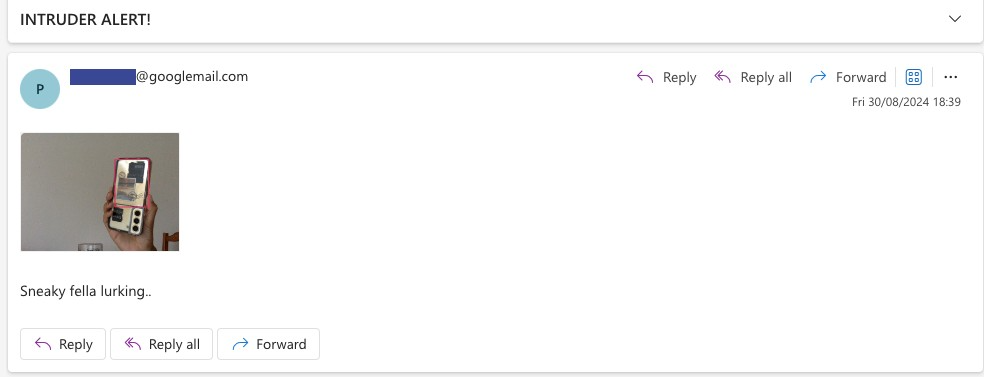 INTRUDER ALERT!
P
@googlemail.com
Reply
Reply all
Forward
Fri 30/08/2024 18:39
Sneaky fella lurking..
Reply
Reply all
Forward